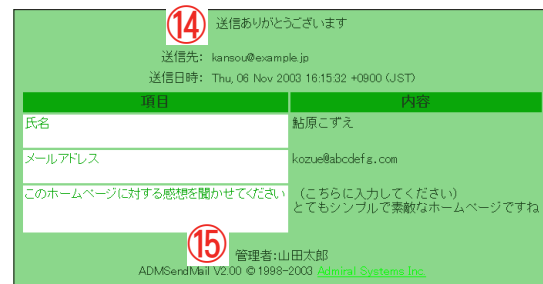 ⑭ 送信ありがとうございます
送信先: kansou@example.jp
送信日時: Thu, 06 Nov 2003 16:15:32 +0900 (JST)
項目 内容
氏名 鮎原こずえ
メールアドレス kozue@abcdefg.com
このホームページに対する感想を聞かせてください (こちらに入力してください)
とてもシンプルで素敵なホームページですね
⑮ 管理者:山田太郎
ADMSendMail V2.00 © 1998-2003 Admiral Systems Inc.